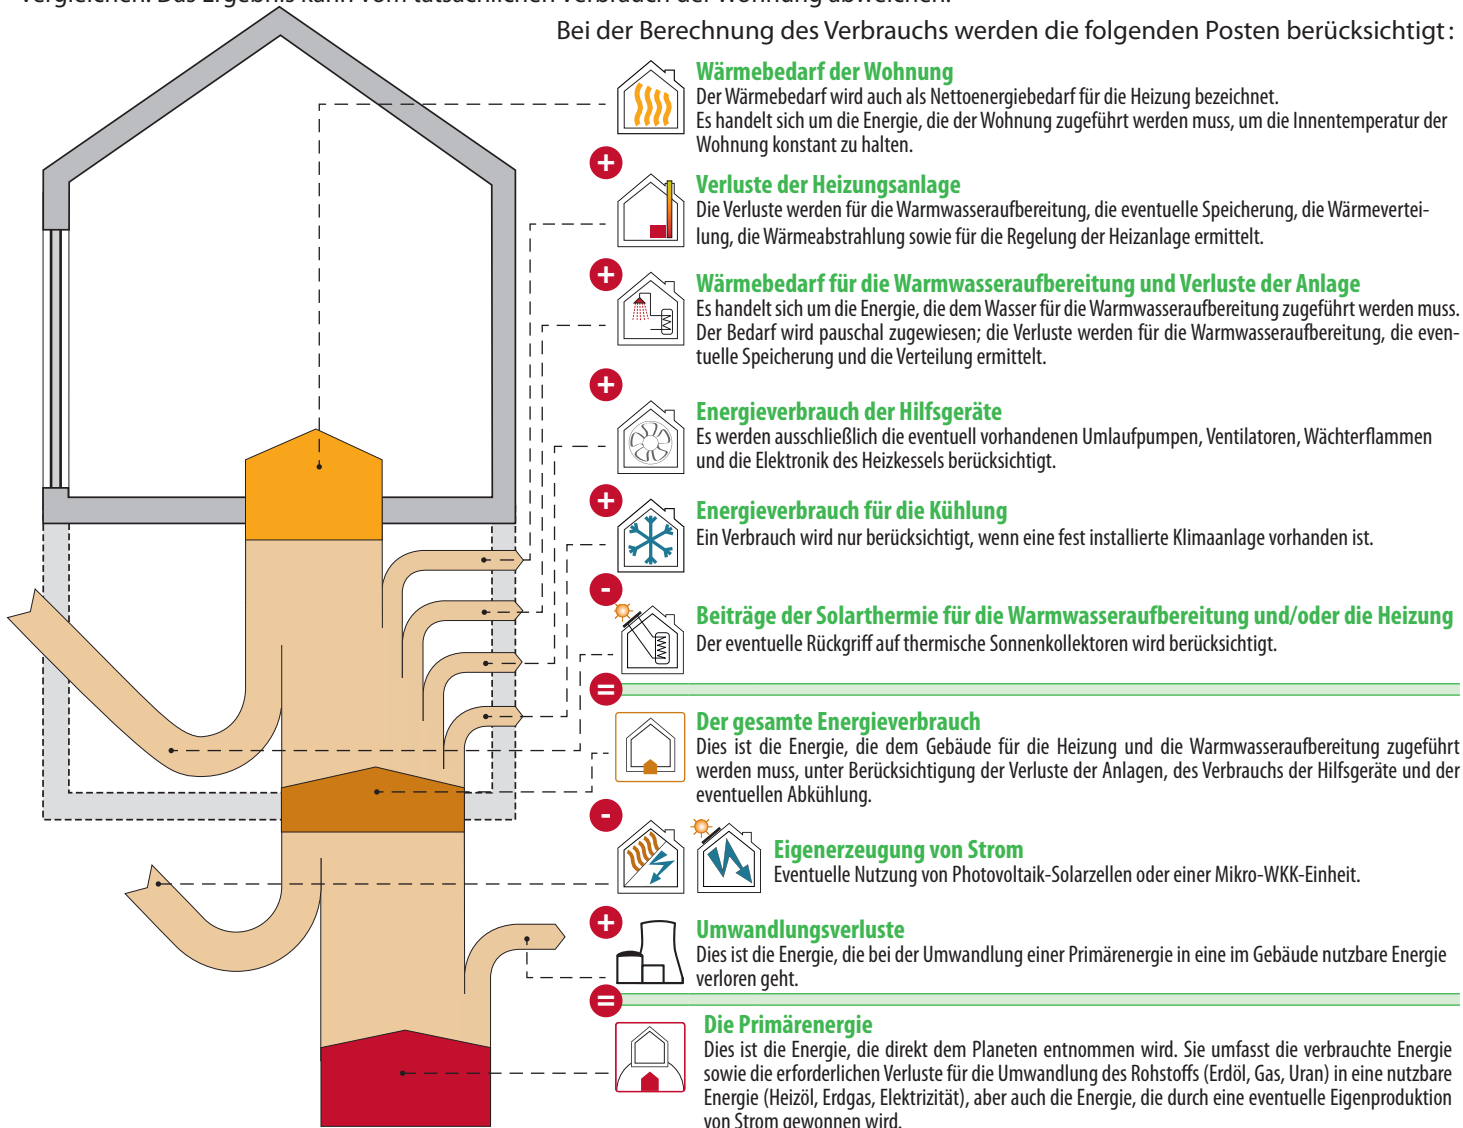 vergleichen. Das Ergebnis kann vom tatsächlichen Verbrauch der Wohnung abweichen.
Bei der Berechnung des Verbrauchs werden die folgenden Posten berücksichtigt :
Wärmebedarf der Wohnung
Der Wärmebedarf wird auch als Nettoenergiebedarf für die Heizung bezeichnet.
Es handelt sich um die Energie, die der Wohnung zugeführt werden muss, um die Innentemperatur der
Wohnung konstant zu halten.
+
Verluste der Heizungsanlage
Die Verluste werden für die Warmwasseraufbereitung, die eventuelle Speicherung, die Wärmevertei-
lung, die Wärmeabstrahlung sowie für die Regelung der Heizanlage ermittelt.
+
Wärmebedarf für die Warmwasseraufbereitung und Verluste der Anlage
Es handelt sich um die Energie, die dem Wasser für die Warmwasseraufbereitung zugeführt werden muss.
Der Bedarf wird pauschal zugewiesen; die Verluste werden für die Warmwasseraufbereitung, die even-
tuelle Speicherung und die Verteilung ermittelt.
+
Energieverbrauch der Hilfsgeräte
Es werden ausschließlich die eventuell vorhandenen Umlaufpumpen, Ventilatoren, Wächterflammen
und die Elektronik des Heizkessels berücksichtigt.
+
Energieverbrauch für die Kühlung
Ein Verbrauch wird nur berücksichtigt, wenn eine fest installierte Klimaanlage vorhanden ist.
-
Beiträge der Solarthermie für die Warmwasseraufbereitung und/oder die Heizung
Der eventuelle Rückgriff auf thermische Sonnenkollektoren wird berücksichtigt.
=
Der gesamte Energieverbrauch
Dies ist die Energie, die dem Gebäude für die Heizung und die Warmwasseraufbereitung zugeführt
werden muss, unter Berücksichtigung der Verluste der Anlagen, des Verbrauchs der Hilfsgeräte und der
eventuellen Abkühlung.
-
Eigenerzeugung von Strom
Eventuelle Nutzung von Photovoltaik-Solarzellen oder einer Mikro-WKK-Einheit.
+
Umwandlungsverluste
Dies ist die Energie, die bei der Umwandlung einer Primärenergie in eine im Gebäude nutzbare Energie
verloren geht.
=
Die Primärenergie
Dies ist die Energie, die direkt dem Planeten entnommen wird. Sie umfasst die verbrauchte Energie
sowie die erforderlichen Verluste für die Umwandlung des Rohstoffs (Erdöl, Gas, Uran) in eine nutzbare
Energie (Heizöl, Erdgas, Elektrizität), aber auch die Energie, die durch eine eventuelle Eigenproduktion
von Strom gewonnen wird.